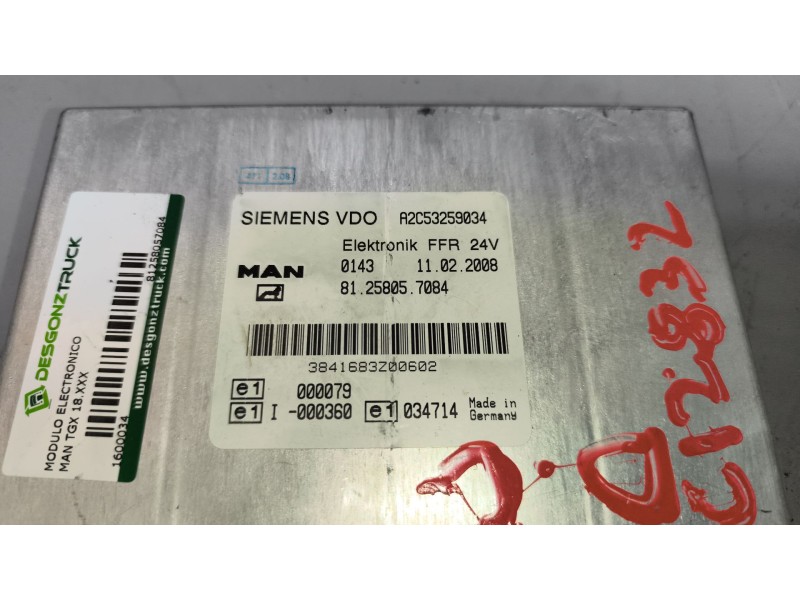 DESGONZTRUCK
81258057084
www.desgonztruck.com
MODULO ELECTRONICO
MAN TGX 18.XXX
1600034
SIEMENS VDO A2C53259034
Elektronik FFR 24V
MAN 0143 11.02.2008
81.25805.7084
3841683Z00602
e1 000079
e1 I -000360 e1 034714 Made in
Germany
C12832